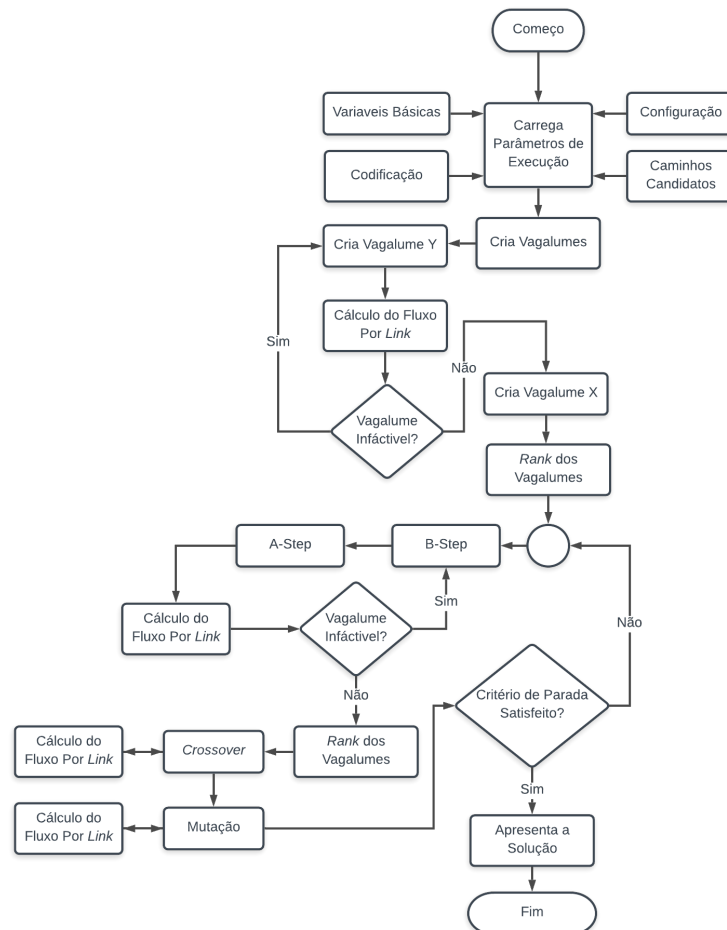 Começo
Variaveis Básicas
Carrega
Parâmetros de
Execução
Configuração
Codificação
Caminhos
Candidatos
Cria Vagalume Y
Cria Vagalumes
Cálculo do Fluxo
Por Link
Sim
Não
Vagalume
Infáctivel?
Cria Vagalume X
Rank dos
Vagalumes
A-Step
B-Step
Sim
Cálculo do
Fluxo Por Link
Vagalume
Infáctivel?
Não
Não
Critério de Parada
Satisfeito?
Cálculo do
Fluxo Por Link
Crossover
Rank dos
Vagalumes
Sim
Cálculo do
Fluxo Por Link
Mutação
Apresenta a
Solução
Fim